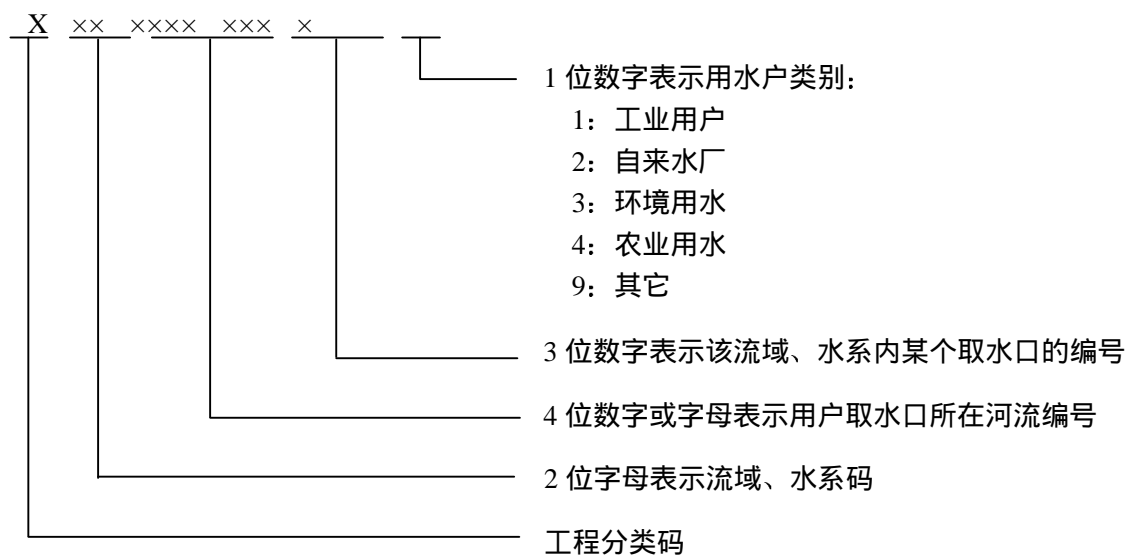 X ×× ×××× ××× ×
1 位数字表示用水户类别：
1：工业用户
2：自来水厂
3：环境用水
4：农业用水
9：其它
3 位数字表示该流域、水系内某个取水口的编号
4 位数字或字母表示用户取水口所在河流编号
2 位字母表示流域、水系码
工程分类码